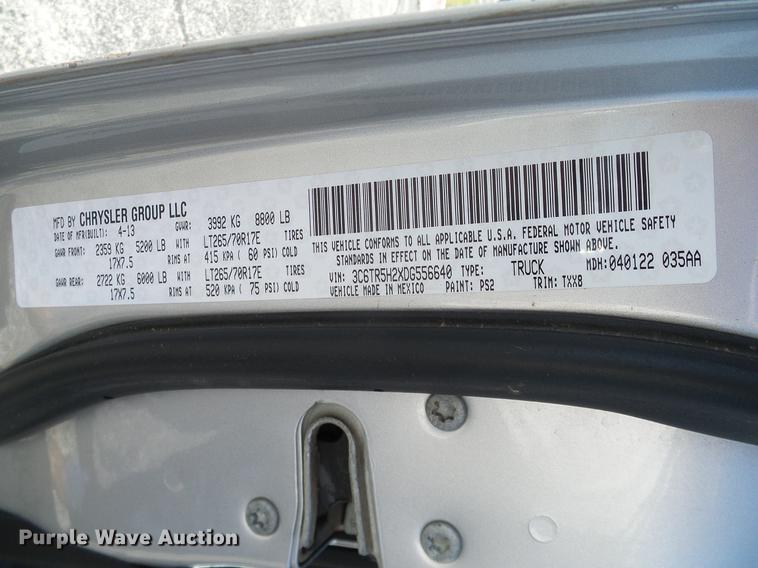 MFD BY CHRYSLER GROUP LLC
DATE OF MFR(BUILT): 4-13 GVWR: 3992 KG 8800 LB
GAWR FRONT: 2359 KG 5200 LB WITH LT265/70R17E TIRES
17X7.5 RIMS AT 415 KPA ( 60 PSI) COLD
GAWR REAR: 2722 KG 6000 LB WITH LT265/70R17E TIRES
17X7.5 RIMS AT 520 KPA ( 75 PSI) COLD
THIS VEHICLE CONFORMS TO ALL APPLICABLE U.S.A. FEDERAL MOTOR VEHICLE SAFETY
STANDARDS IN EFFECT ON THE DATE OF MANUFACTURE SHOWN ABOVE.
VIN: 3C6TR5H2XDG556640 TYPE: TRUCK MDH: 040122 035AA
VEHICLE MADE IN MEXICO PAINT: PS2 TRIM: TXX8
Purple Wave Auction